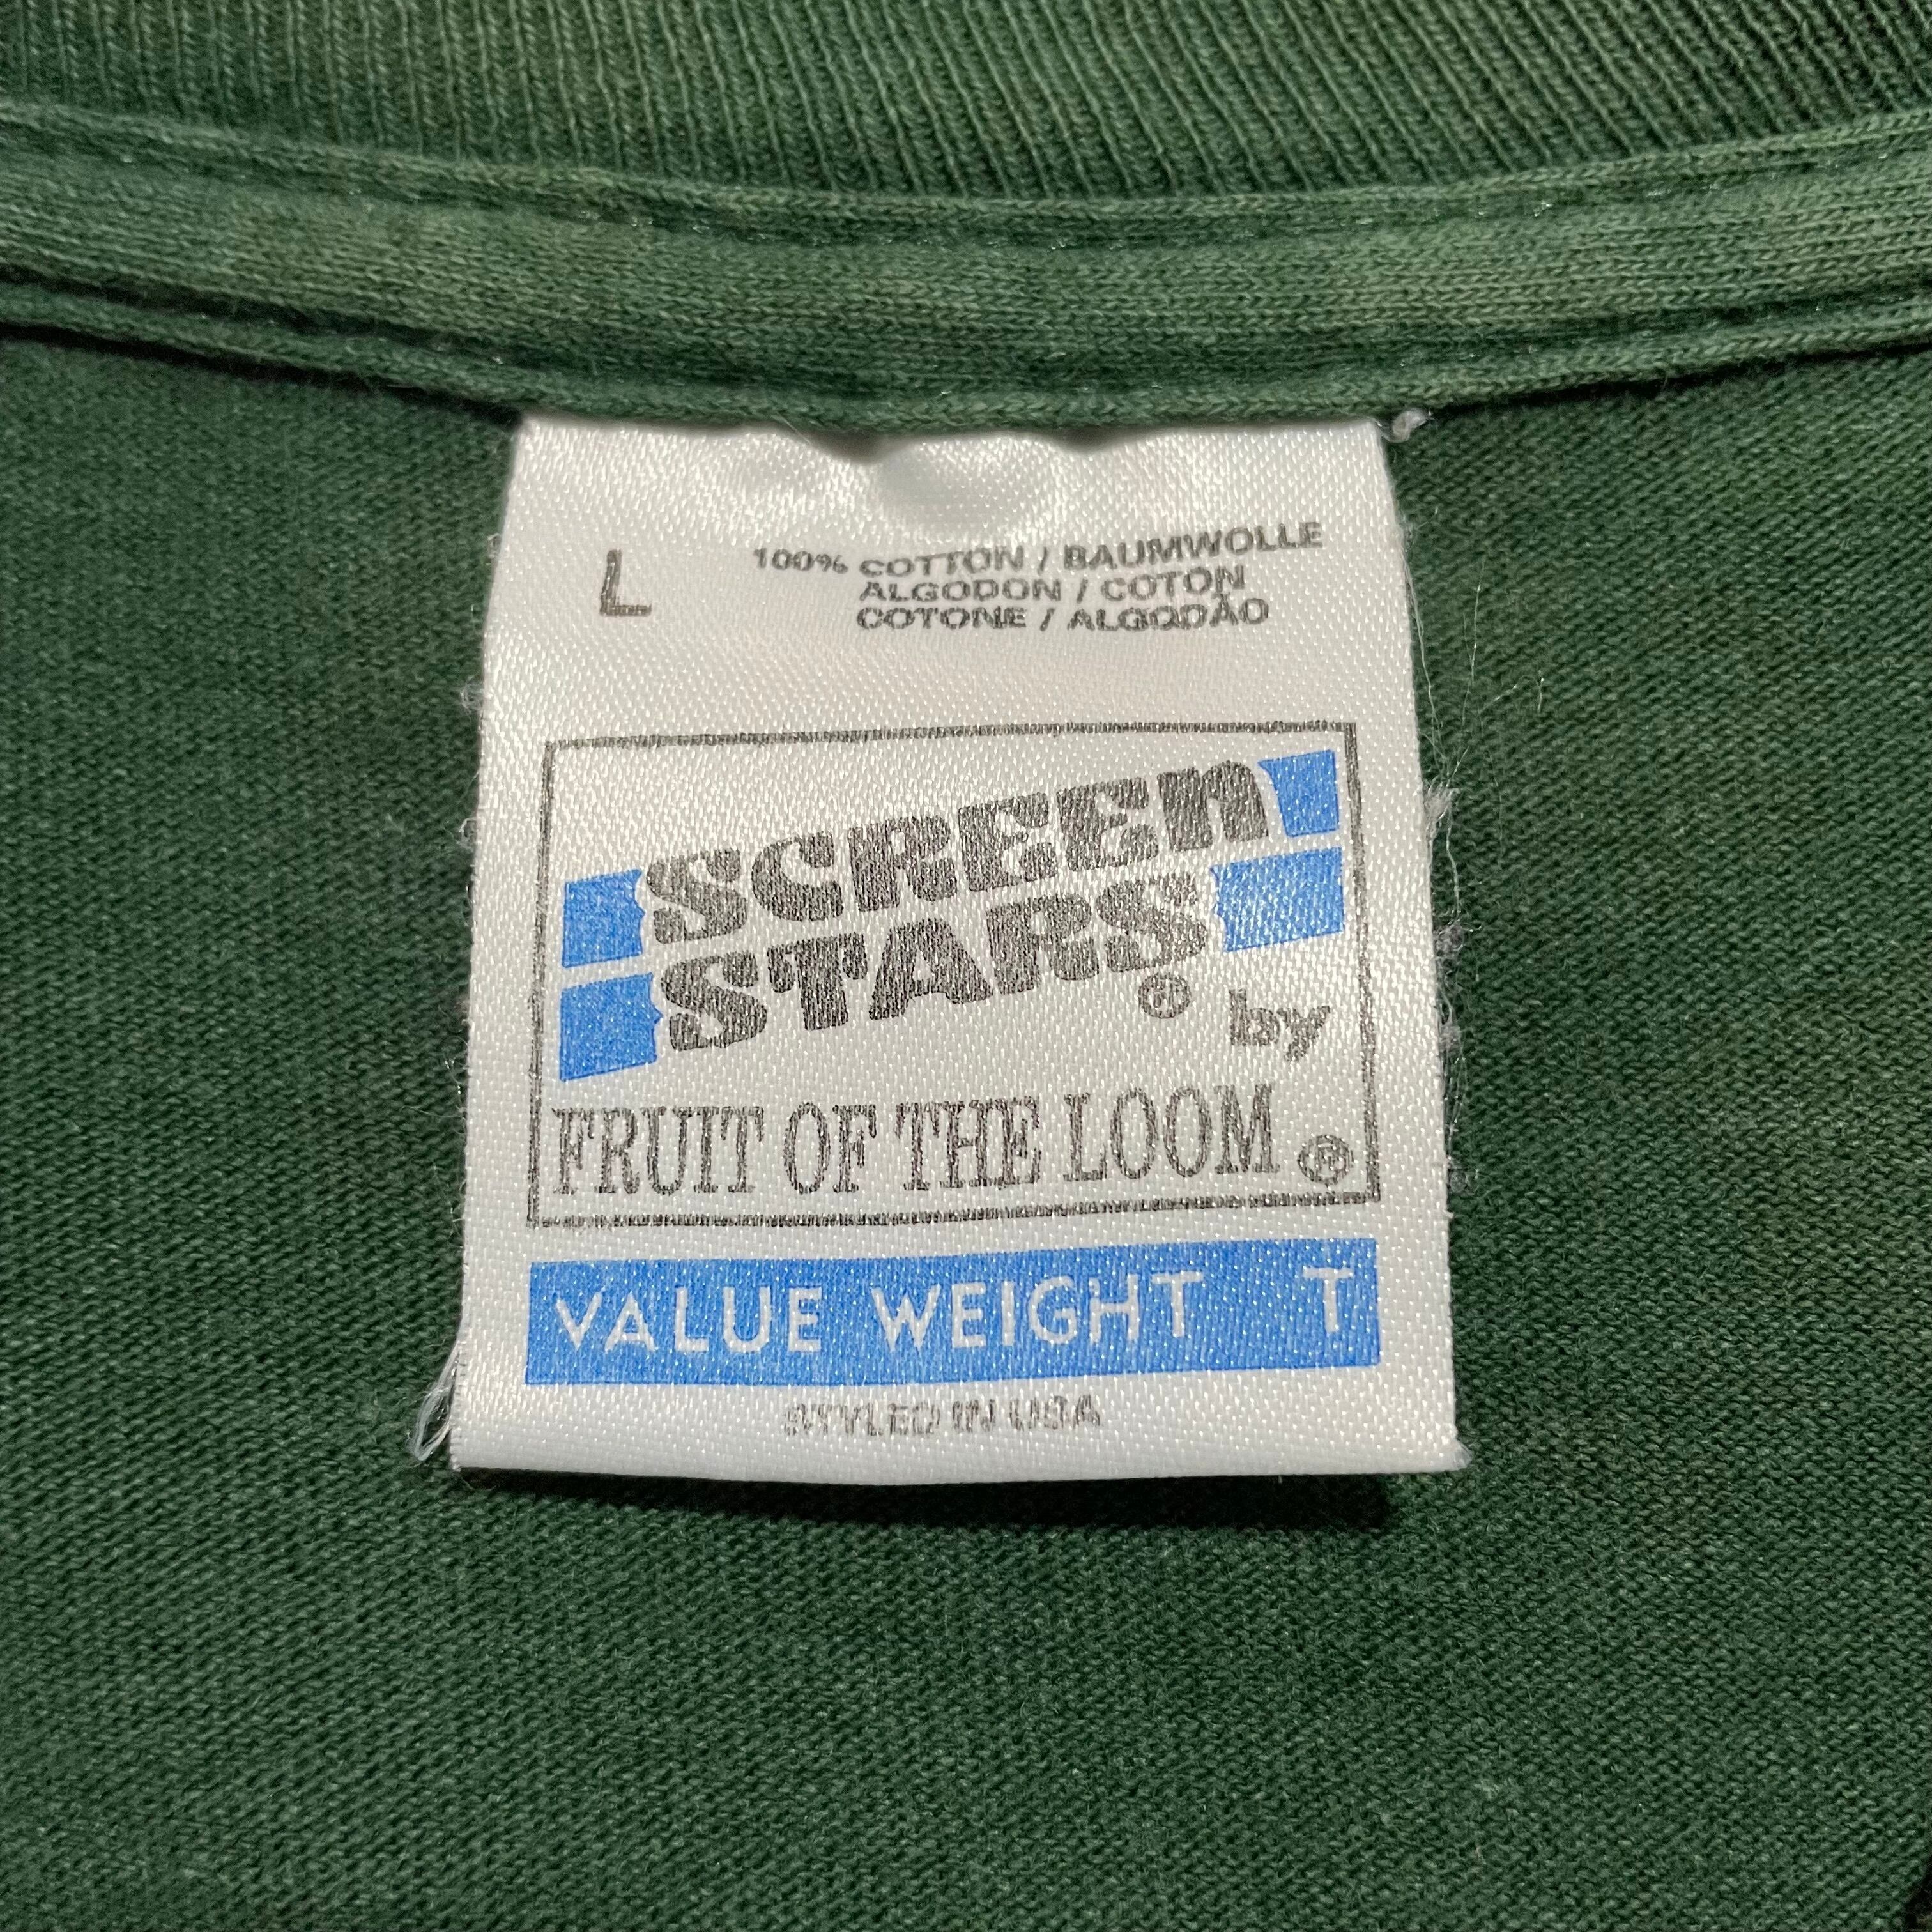 L 100% COTTON / BAUMWOLLE
ALGODON / COTON
COTONE / ALGODÃO
SCREEN
STARS® by
FRUIT OF THE LOOM®
VALUE WEIGHT T
STYLED IN USA